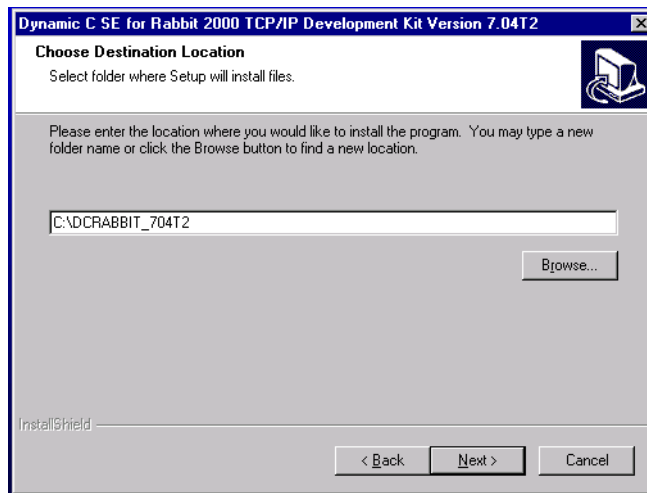 Dynamic C SE for Rabbit 2000 TCP/IP Development Kit Version 7.04T2
Choose Destination Location
Select folder where Setup will install files.
Please enter the location where you would like to install the program. You may type a new
folder name or click the Browse button to find a new location.
C:\DCRABBIT_704T2
Browse...
InstallShield
< Back
Next >
Cancel